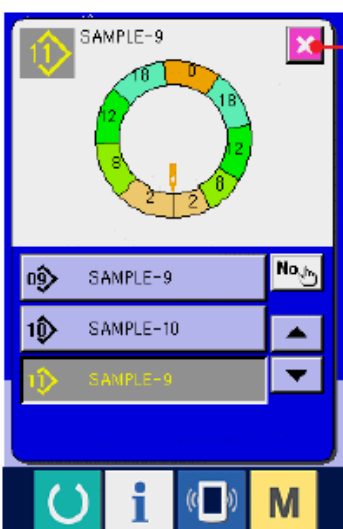 11 SAMPLE-9
0
18 18
12 12
8 8
2 2
09 SAMPLE-9
No.
10 SAMPLE-10
11 SAMPLE-9
i M